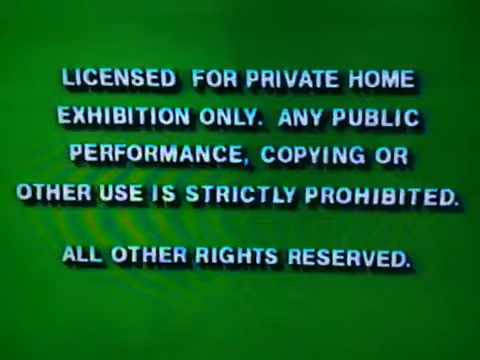 LICENSED FOR PRIVATE HOME
EXHIBITION ONLY. ANY PUBLIC
PERFORMANCE, COPYING OR
OTHER USE IS STRICTLY PROHIBITED.
ALL OTHER RIGHTS RESERVED.